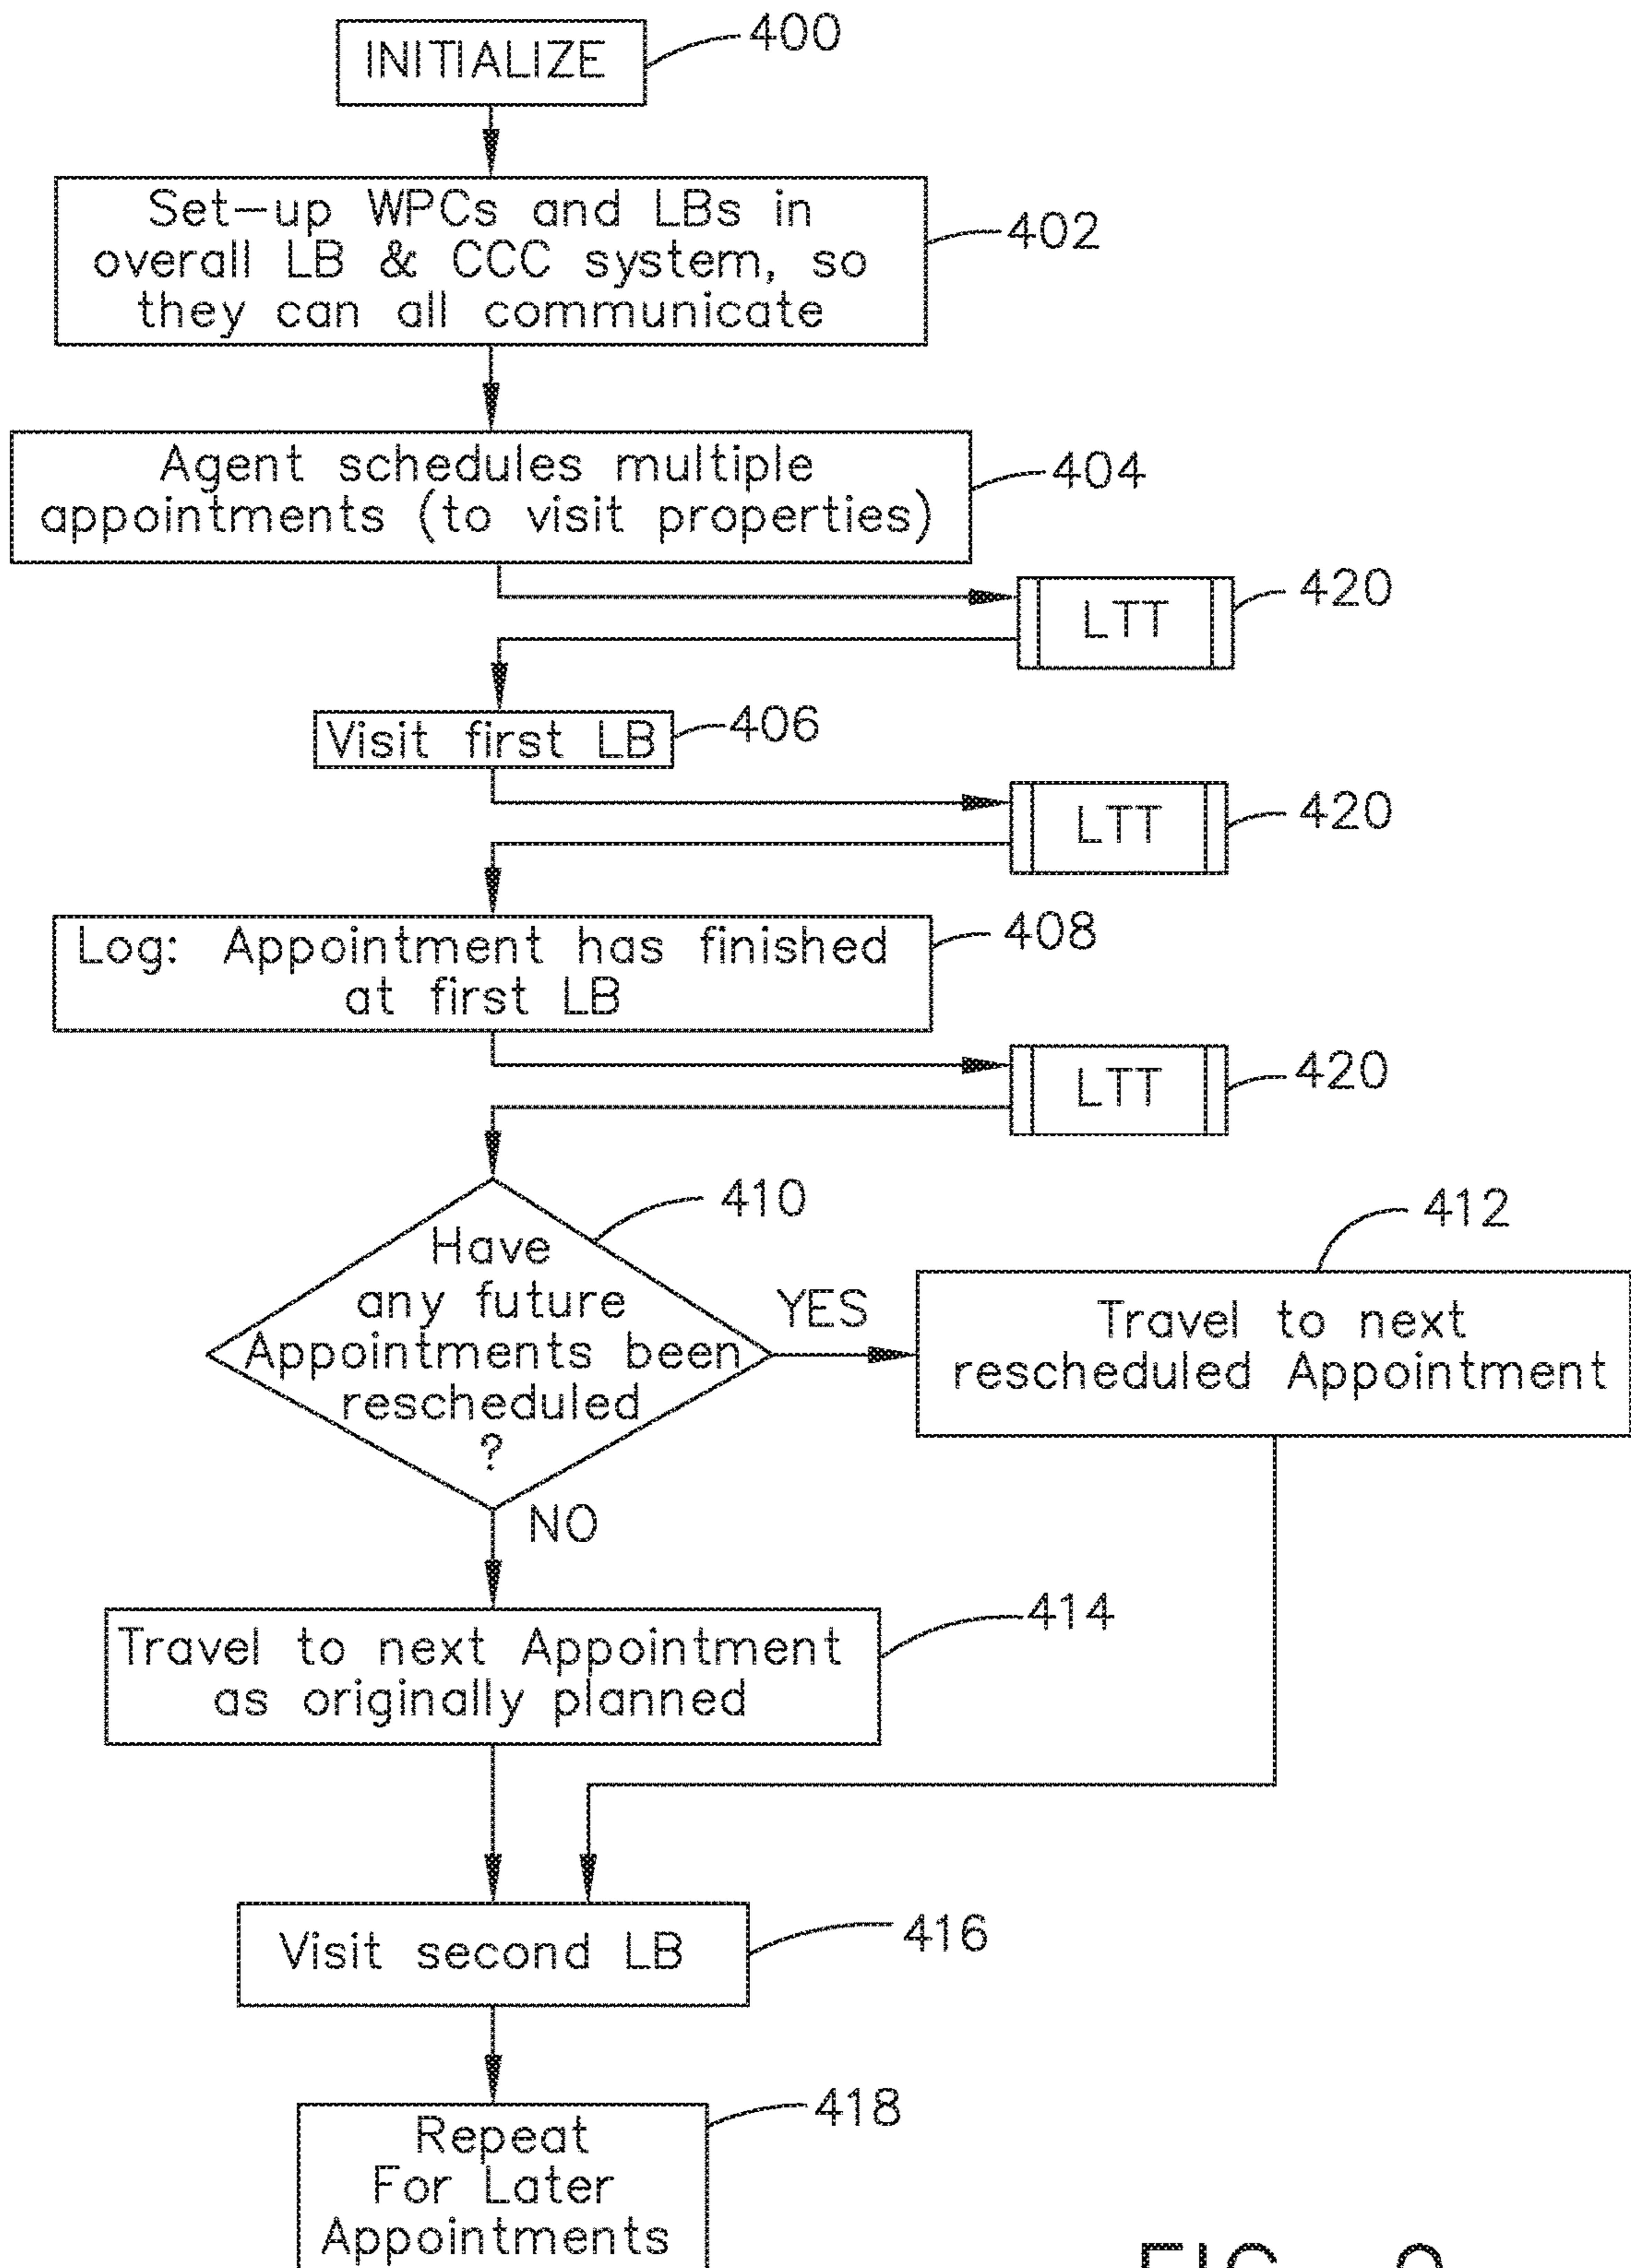 INITIALIZE
400
Set-up WPCs and LBs in
overall LB & CCC system, so
they can all communicate
402
Agent schedules multiple
appointments (to visit properties)
404
LTT
420
Visit first LB
406
LTT
420
Log: Appointment has finished
at first LB
408
LTT
420
Have
any future
Appointments been
rescheduled
?
410
YES
Travel to next
rescheduled Appointment
412
NO
Travel to next Appointment
as originally planned
414
Visit second LB
416
Repeat
For Later
Appointments
418
FIG.